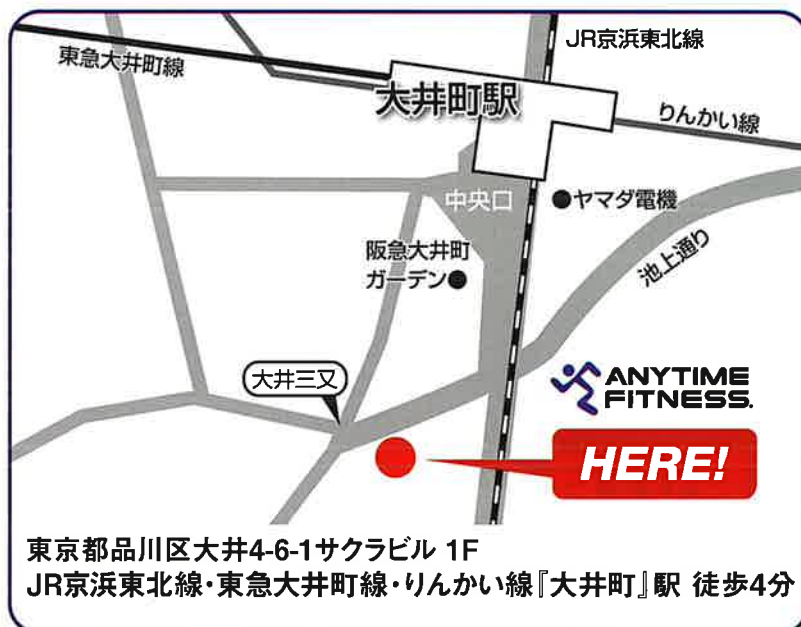 JR京浜東北線
東急大井町線
大井町駅
りんかい線
中央口
●ヤマダ電機
阪急大井町
ガーデン●
池上通り
大井三又
ANYTIME
FITNESS.
HERE!
東京都品川区大井4-6-1サクラビル 1F
JR京浜東北線・東急大井町線・りんかい線『大井町』駅 徒歩4分